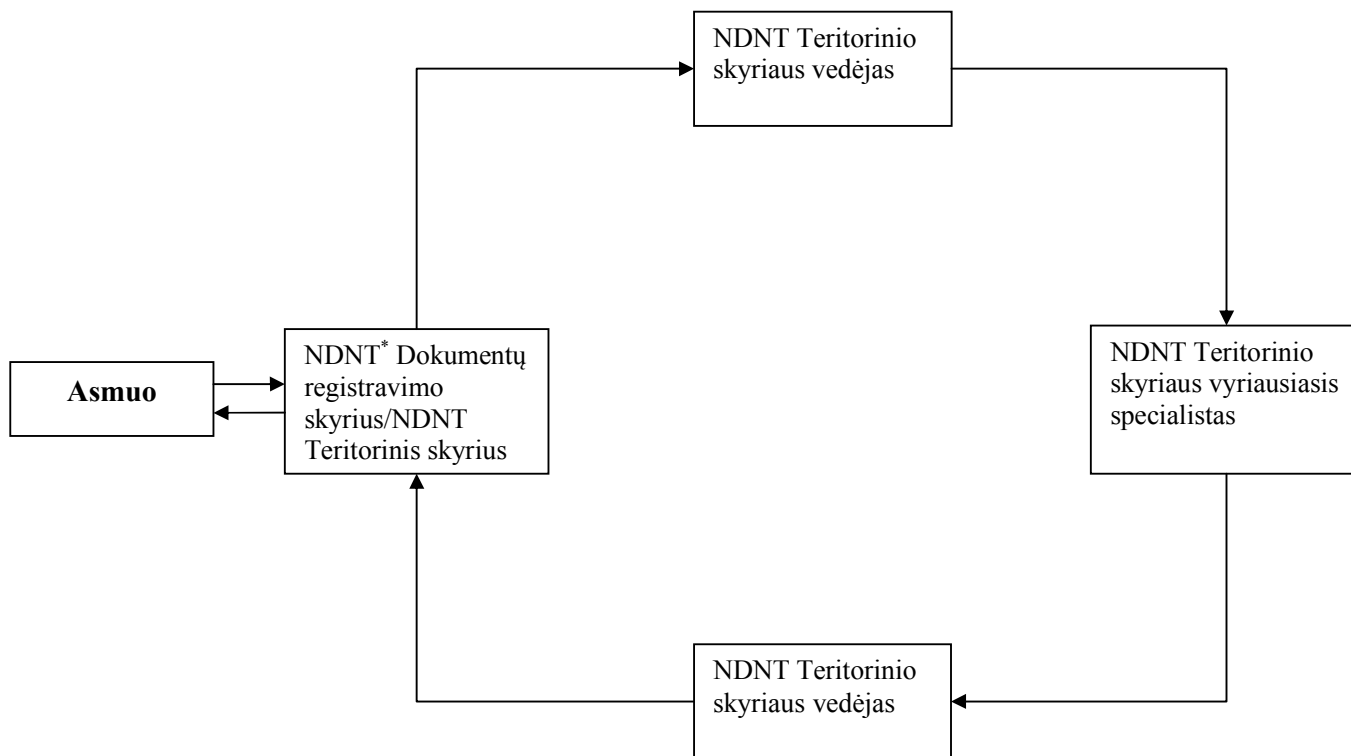 NDNT Teritorinio
skyriaus vedėjas
Asmuo
NDNT* Dokumentų
registravimo
skyrius/NDNT
Teritorinis skyrius
NDNT Teritorinio
skyriaus vyriausiasis
specialistas
NDNT Teritorinio
skyriaus vedėjas